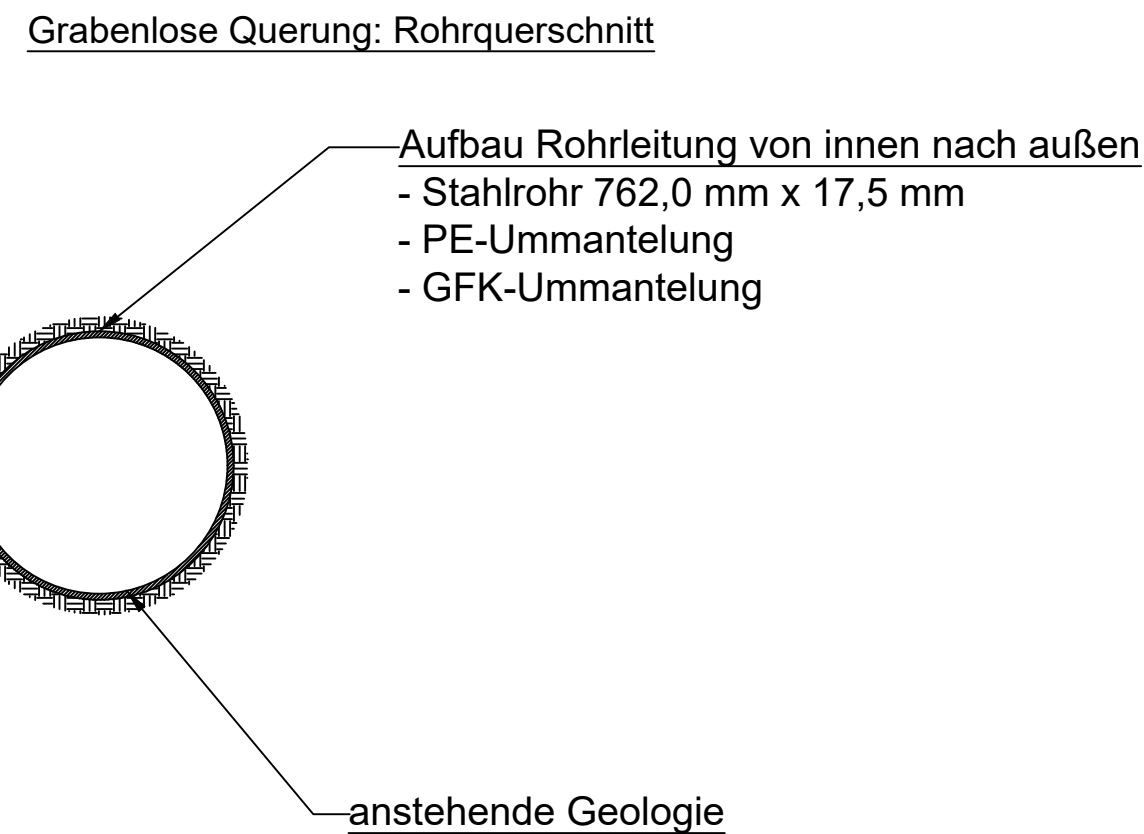 Grabenlose Querung: Rohrquerschnitt
Aufbau Rohrleitung von innen nach außen
- Stahlrohr 762,0 mm x 17,5 mm
- PE-Ummantelung
- GFK-Ummantelung
anstehende Geologie